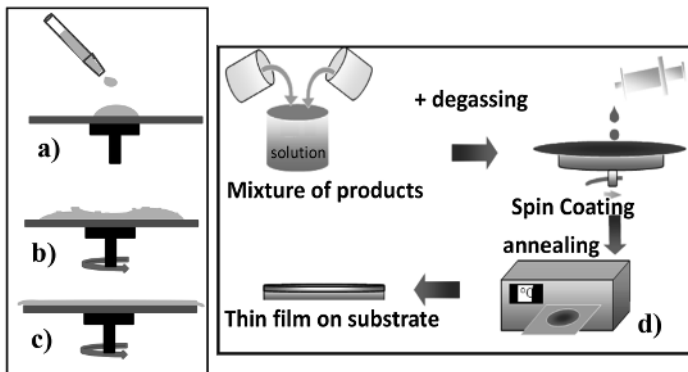 a)
b)
c)
+ degassing
solution
Mixture of products
Spin Coating
annealing
°C
Thin film on substrate
d)